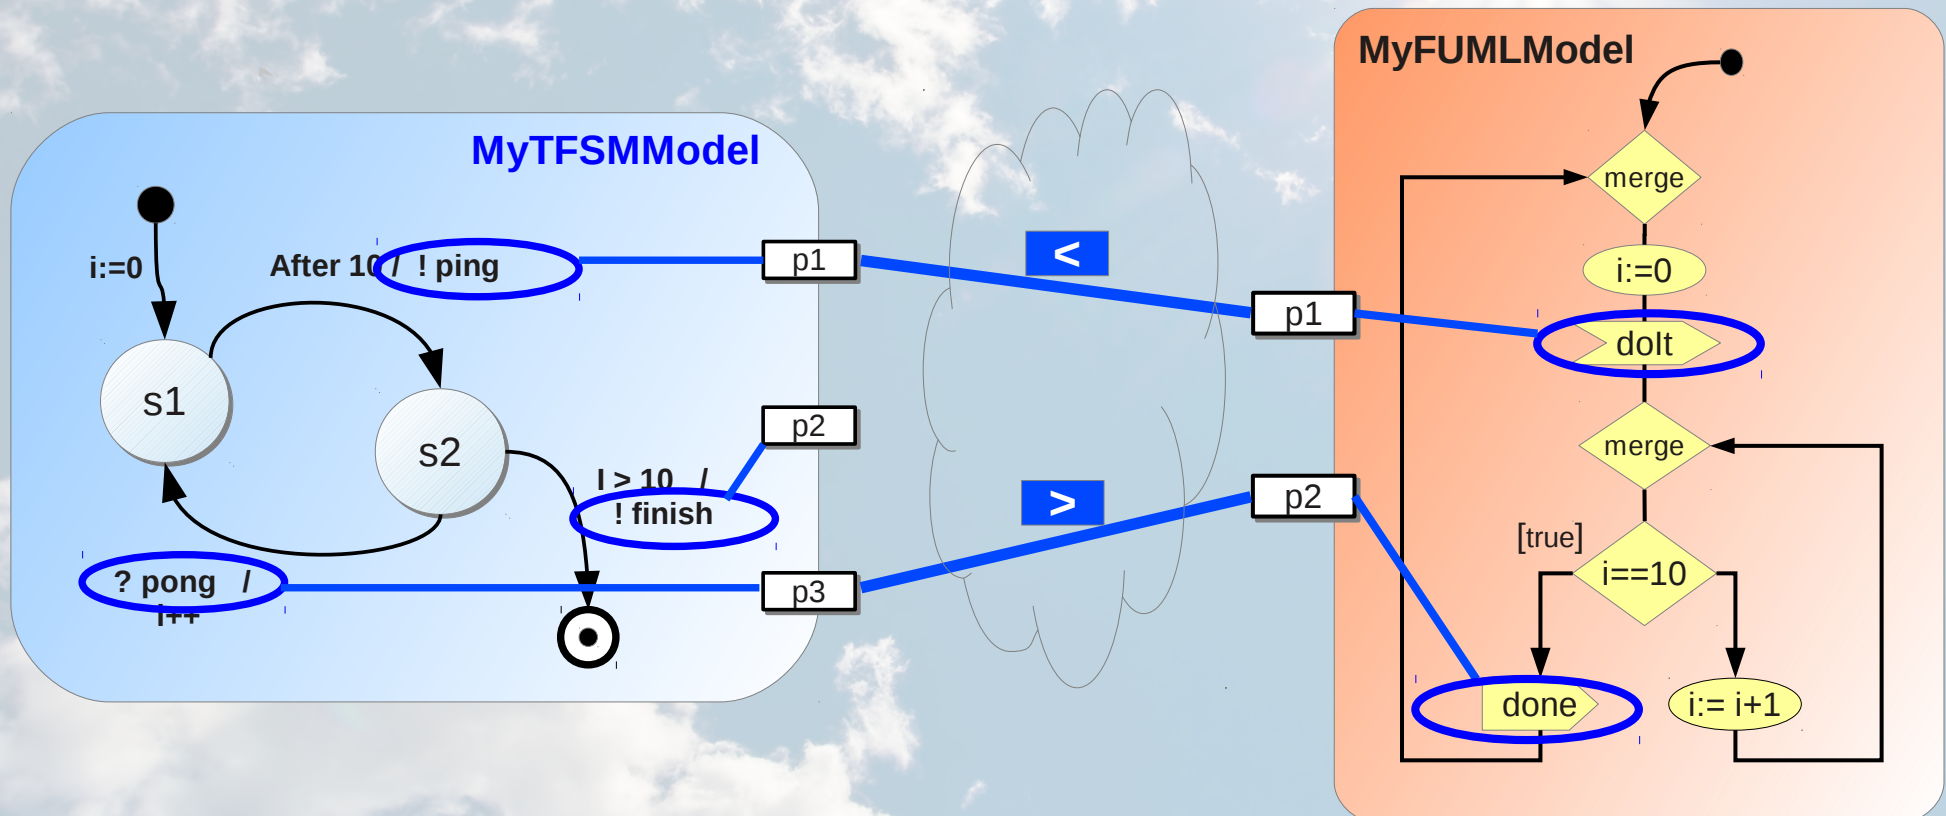 MyTFSMModel
i:=0
After 10 / ! ping
s1
s2
I > 10 /
! finish
? pong /
i++
p1
p2
p3
<
>
MyFUMLModel
p1
p2
merge
i:=0
doIt
merge
[true]
i==10
done
i:= i+1